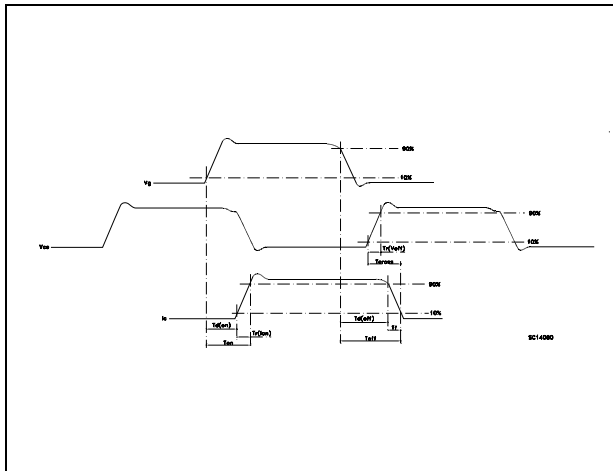 90%
Vg
10%
Vce
90%
10%
Tr(Voff)
Tcross
90%
Ic
10%
Td(on)
Td(off)
Tf
Tr(Ion)
Ton
Toff
SC14080